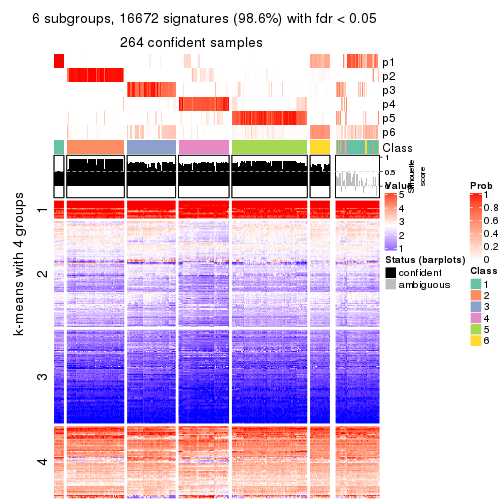 6 subgroups, 16672 signatures (98.6%) with fdr < 0.05
264 confident samples
p1
p2
p3
p4
p5
p6
Class
1
0.5
0
Silhouette
score
k-means with 4 groups
1
2
3
4
Value
5
4
3
2
1
Status (barplots)
confident
ambiguous
Prob
1
0.8
0.6
0.4
0.2
0
Class
1
2
3
4
5
6